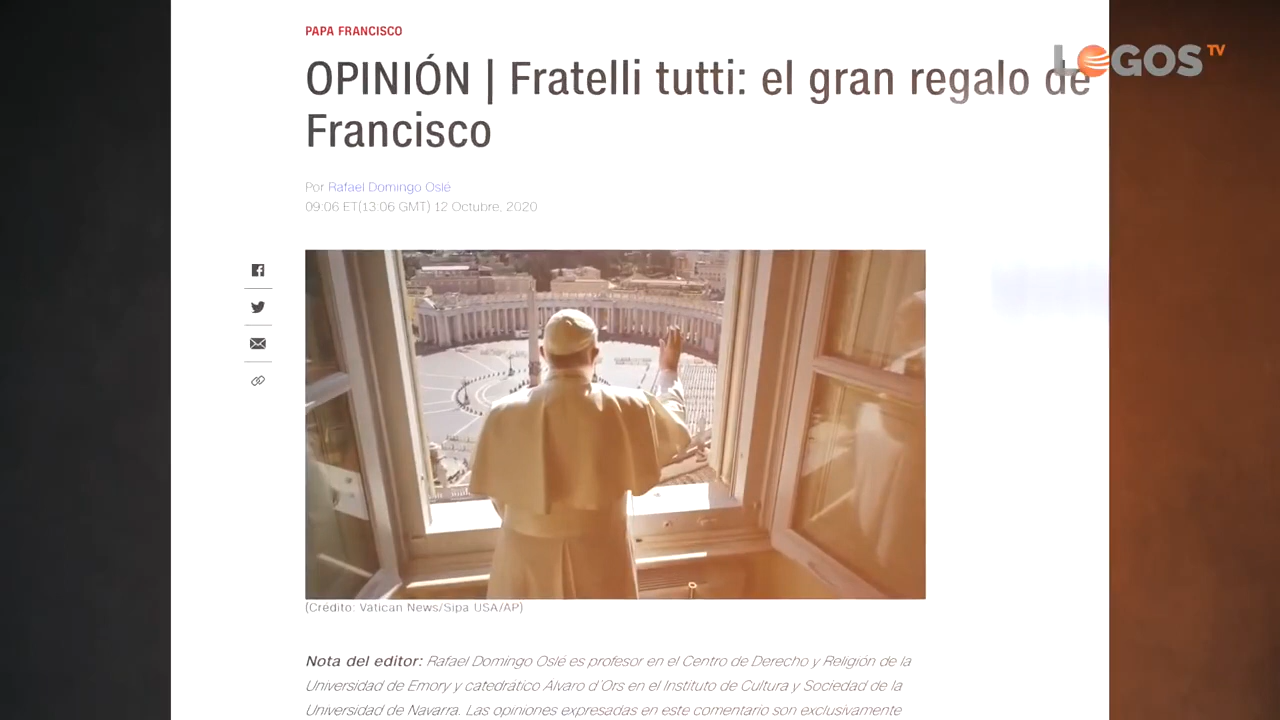 PAPA FRANCISCO
LOGOS TV
OPINIÓN | Fratelli tutti: el gran regalo de
Francisco
Por Rafael Domingo Oslé
09:06 ET(13:06 GMT) 12 Octubre, 2020
(Crédito: Vatican News/Sipa USA/AP)
Nota del editor: Rafael Domingo Oslé es profesor en el Centro de Derecho y Religión de la
Universidad de Emory y catedrático Álvaro d'Ors en el Instituto de Cultura y Sociedad de la
Universidad de Navarra. Las opiniones expresadas en este comentario son exclusivamente